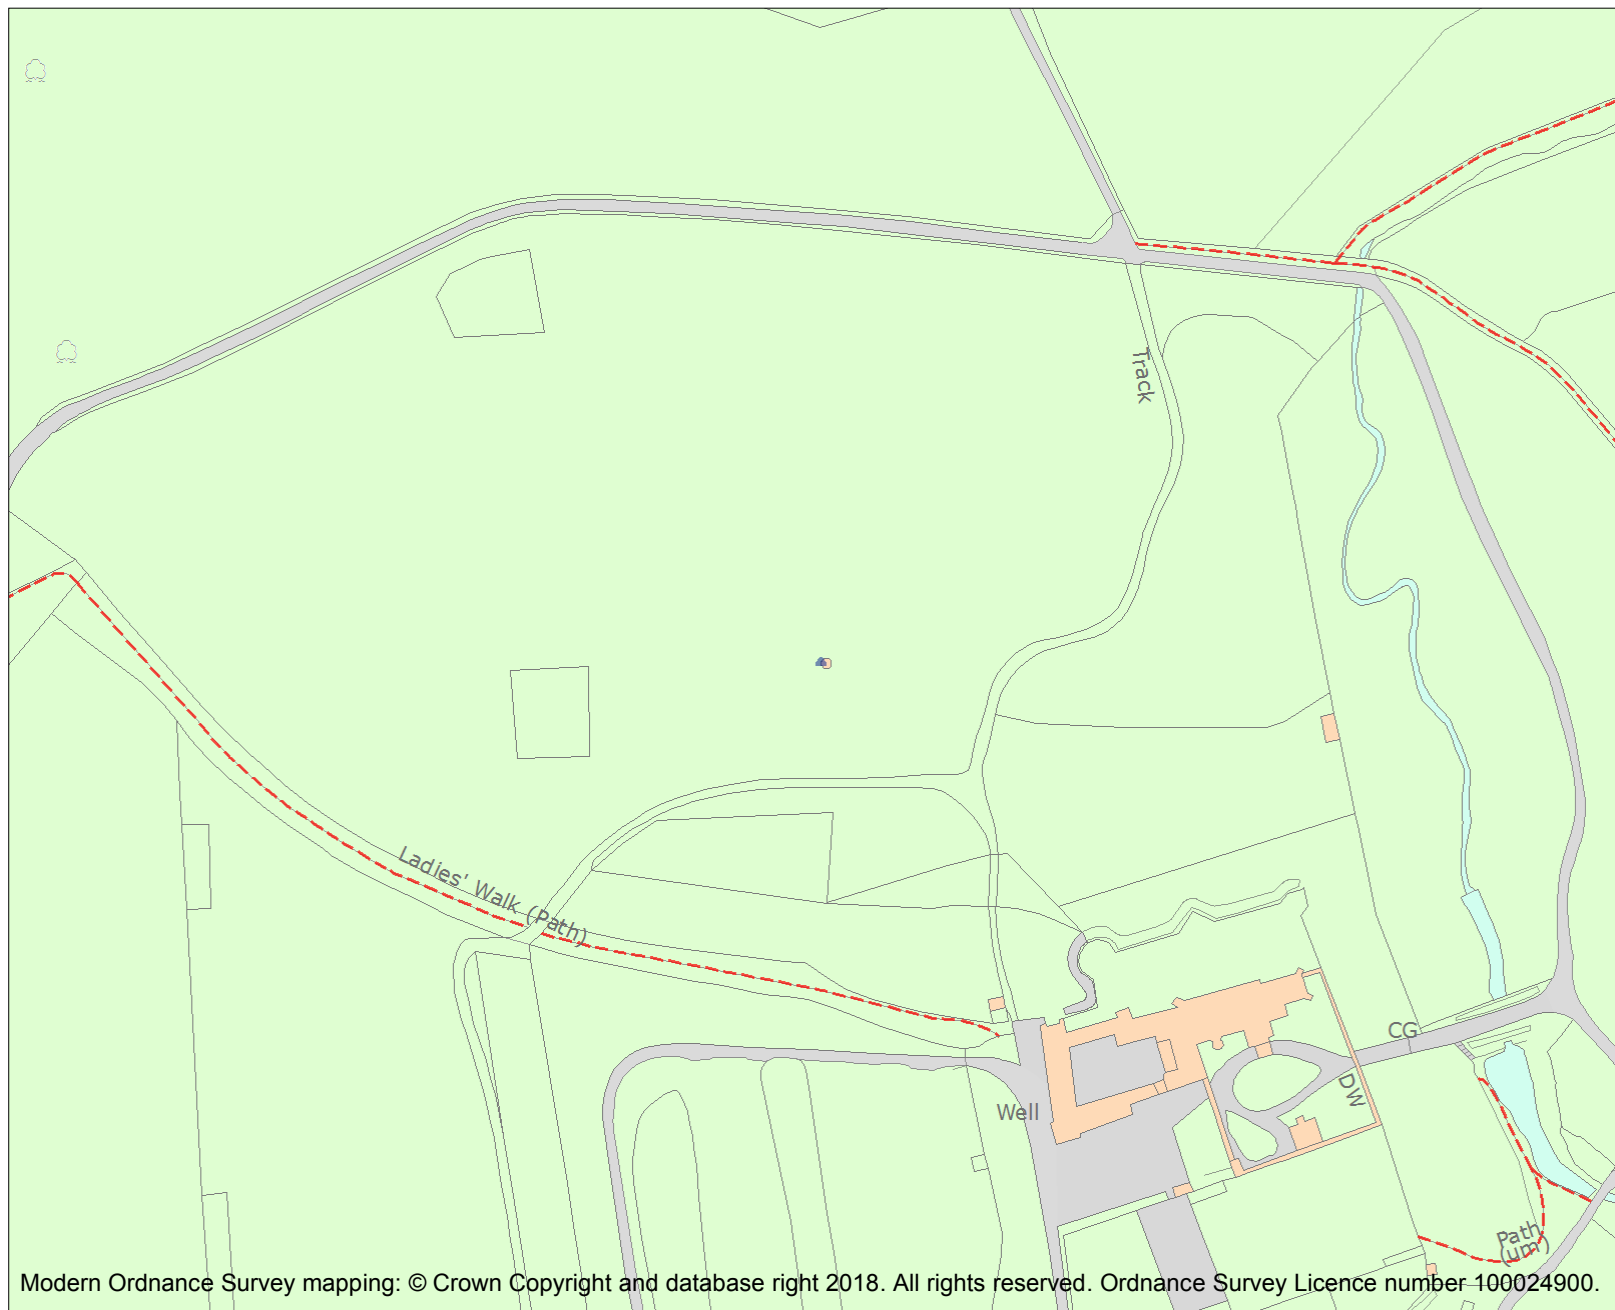 Track
Ladies' Walk (Path)
CG
DW
Well
Path
(um)
Modern Ordnance Survey mapping: © Crown Copyright and database right 2018. All rights reserved. Ordnance Survey Licence number 100024900.